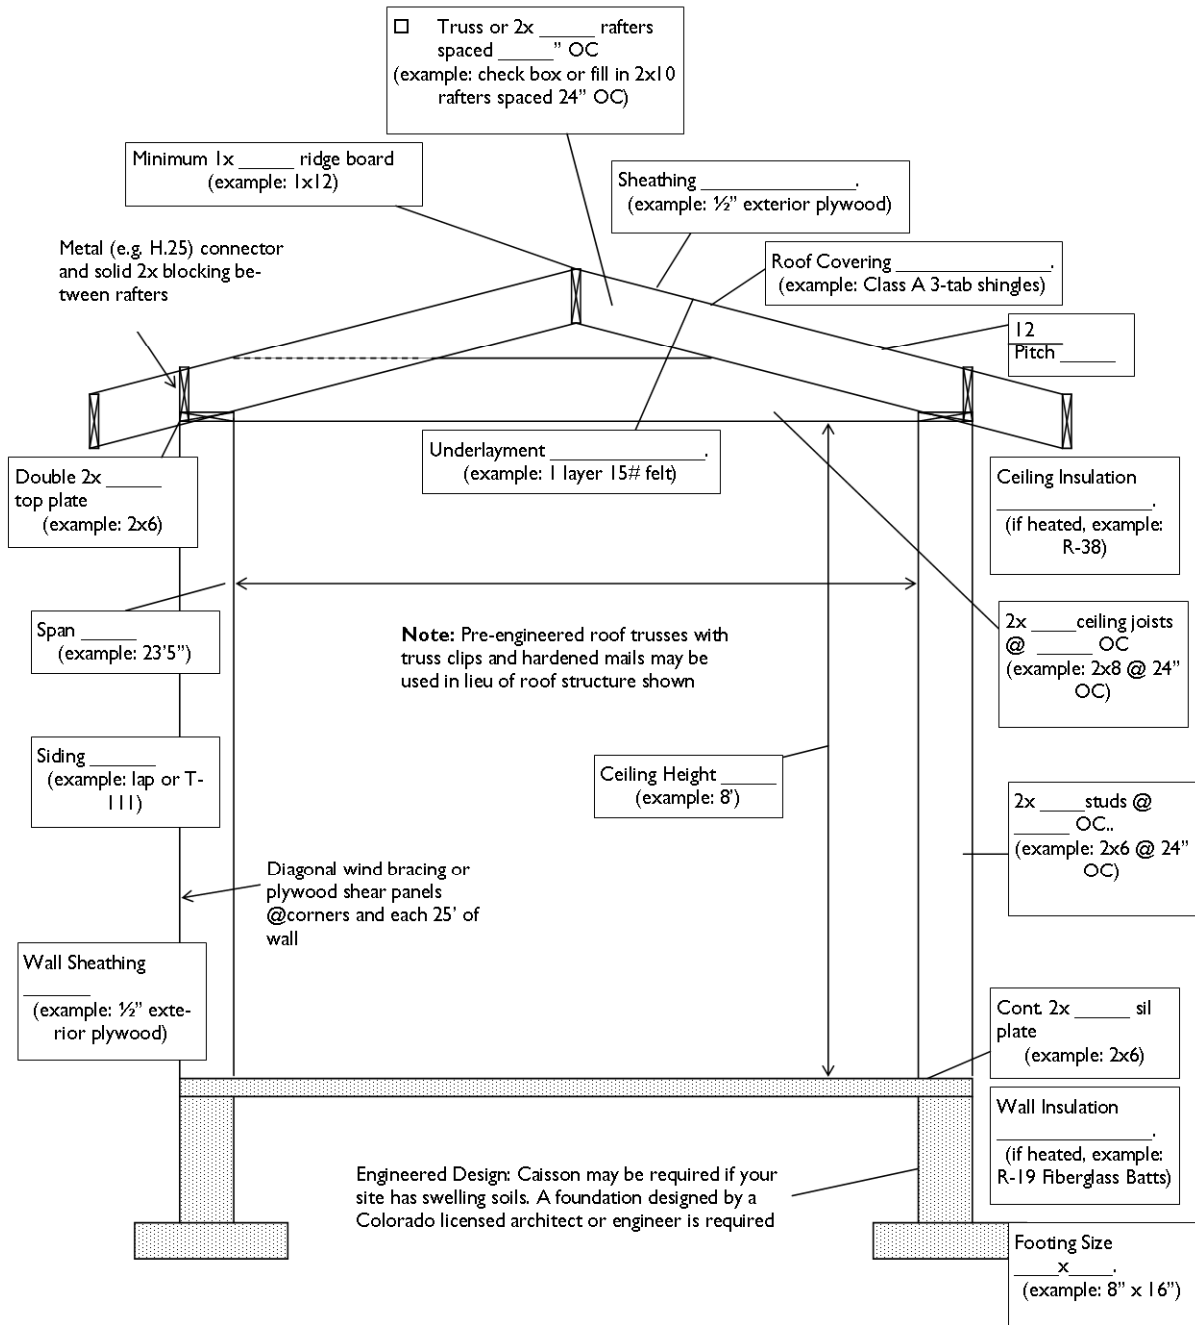 ☐ Truss or 2x ______ rafters
spaced ______” OC
(example: check box or fill in 2x10
rafters spaced 24” OC)
Minimum 1x ______ ridge board
(example: 1x12)
Sheathing _________________.
(example: ½” exterior plywood)
Metal (e.g. H.25) connector
and solid 2x blocking be-
tween rafters
Roof Covering _________________.
(example: Class A 3-tab shingles)
12
Pitch ______
Underlayment ____________________.
(example: 1 layer 15# felt)
Double 2x ______
top plate
(example: 2x6)
Ceiling Insulation
_________________.
(if heated, example:
R-38)
Span ______
(example: 23’5”)
Note: Pre-engineered roof trusses with
truss clips and hardened mails may be
used in lieu of roof structure shown
2x _____ceiling joists
@ ______ OC
(example: 2x8 @ 24”
OC)
Siding _______
(example: lap or T-
111)
Ceiling Height ______
(example: 8’)
2x _____studs @
______ OC..
(example: 2x6 @ 24”
OC)
Diagonal wind bracing or
plywood shear panels
@corners and each 25’ of
wall
Wall Sheathing
_______
(example: ½” exte-
rior plywood)
Cont. 2x ______ sil
plate
(example: 2x6)
Wall Insulation
_________________.
(if heated, example:
R-19 Fiberglass Batts)
Engineered Design: Caisson may be required if your
site has swelling soils. A foundation designed by a
Colorado licensed architect or engineer is required
Footing Size
_____x_____.
(example: 8” x 16”)